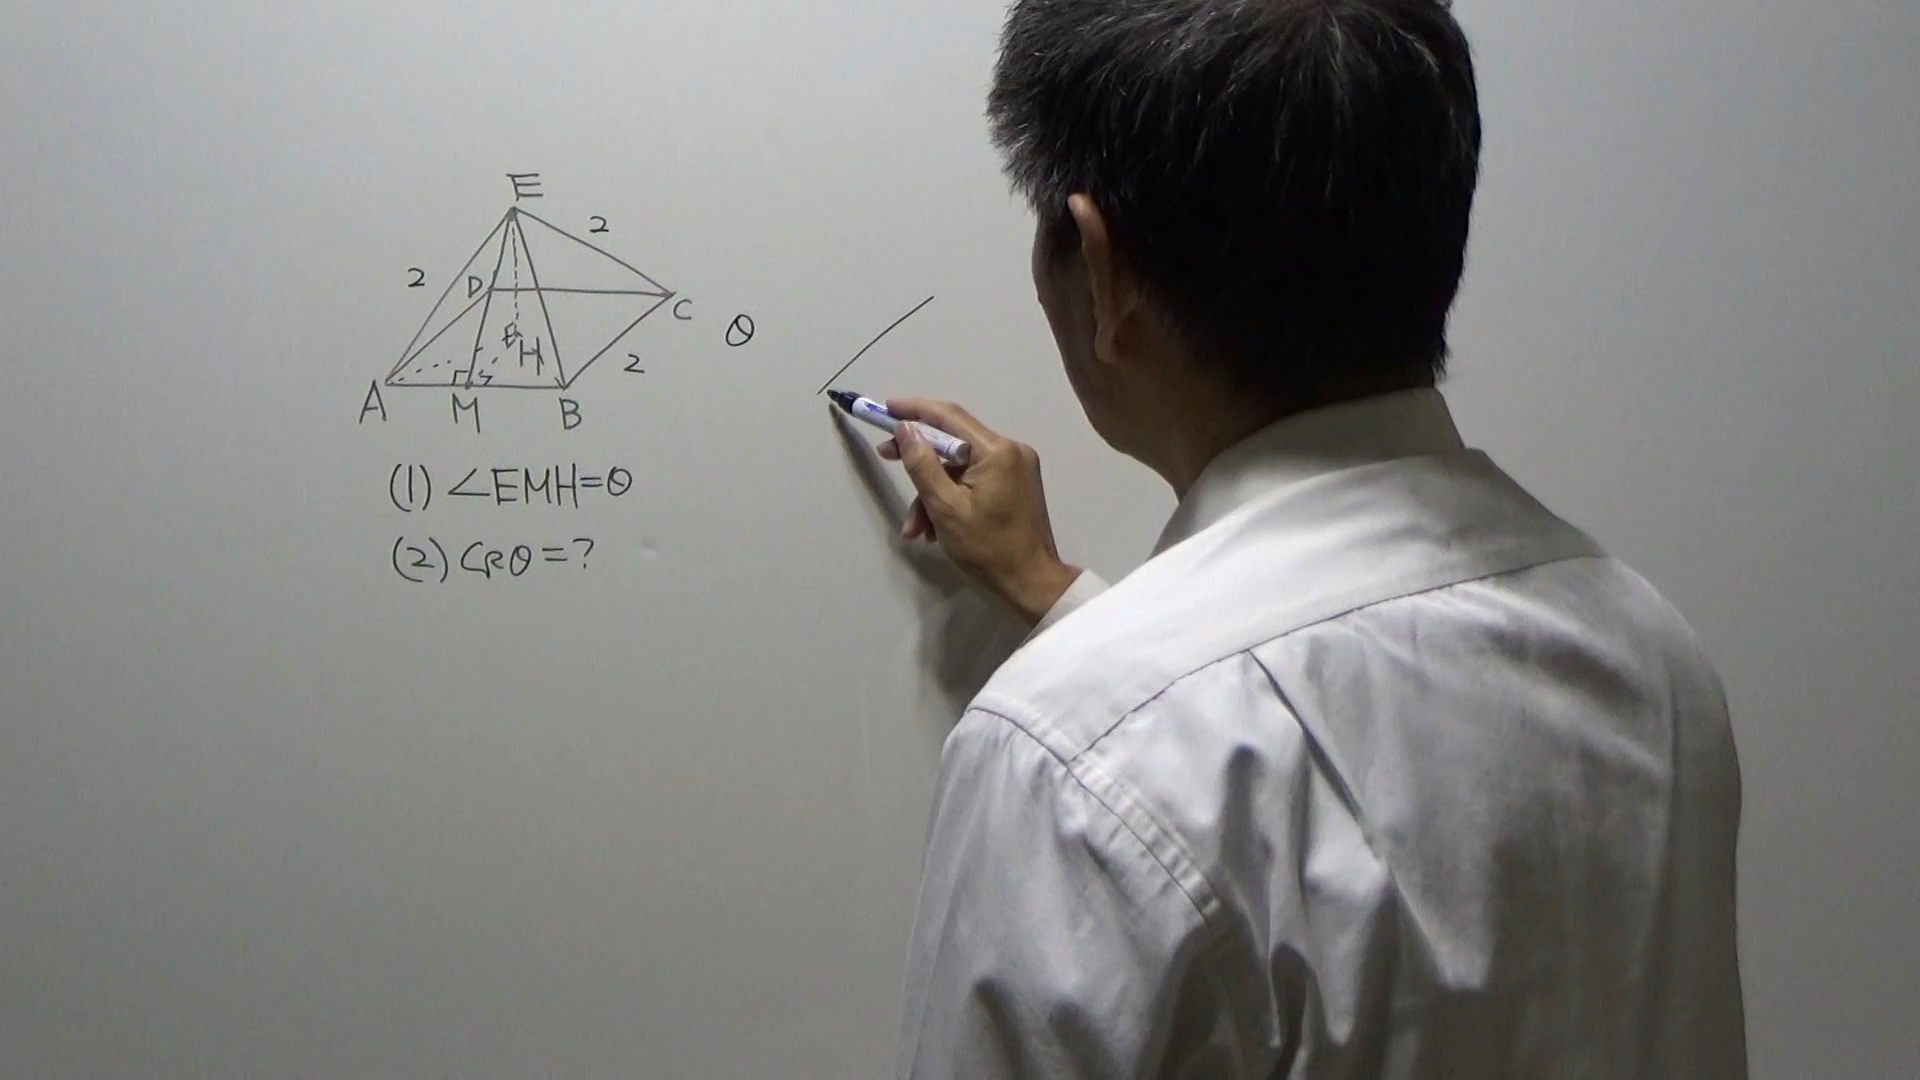 E
2
2
D
C
θ
H
2
A
M
B
(1) ∠EMH=θ
(2) cosθ=?